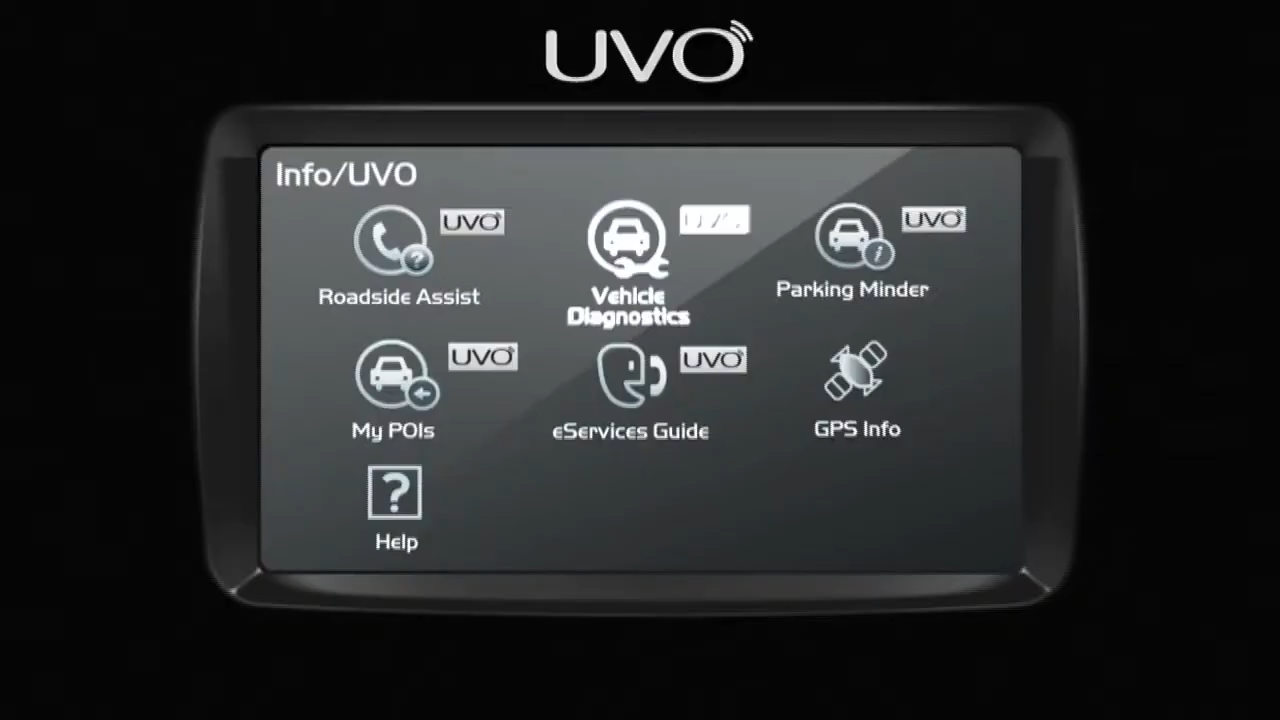 UVO
Info/UVO
UVO
UVO
Roadside Assist
Vehicle
Diagnostics
Parking Minder
UVO
UVO
My POIs
eServices Guide
GPS Info
?
Help